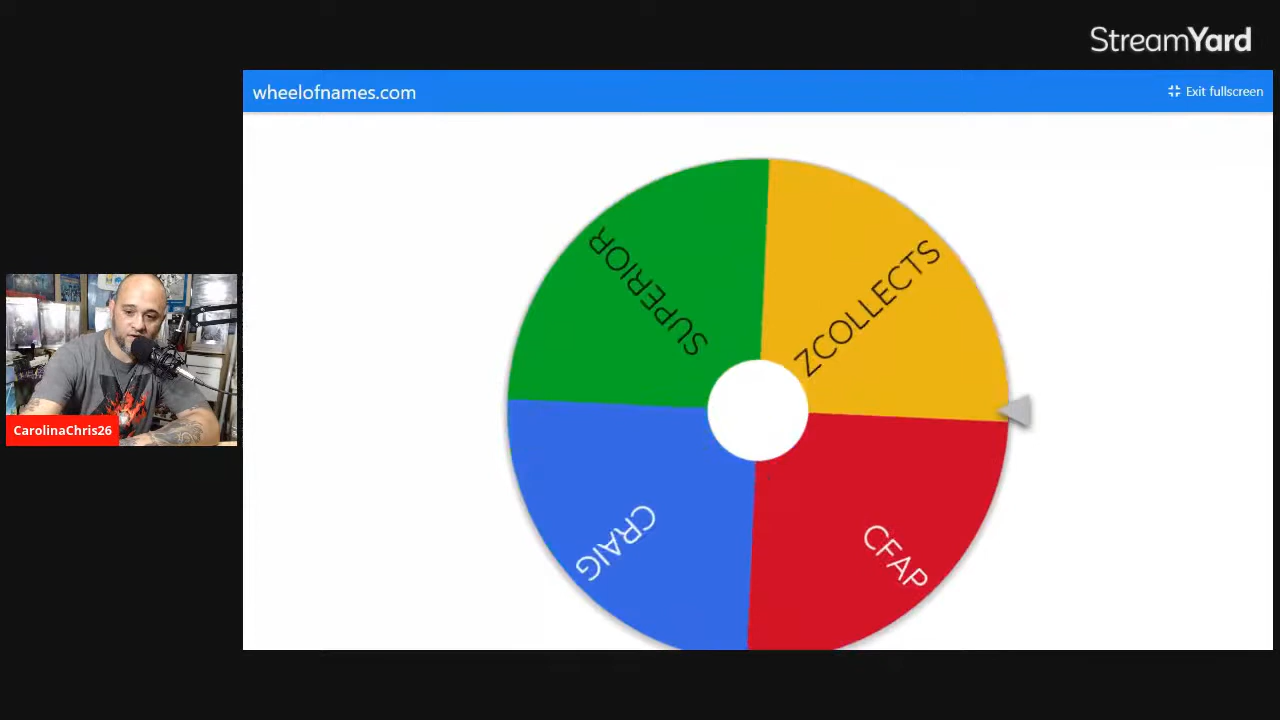 StreamYard
wheelofnames.com
Exit fullscreen
SUPERIOR
ZCOLLECTS
CarolinaChris26
CRAIG
CFAP